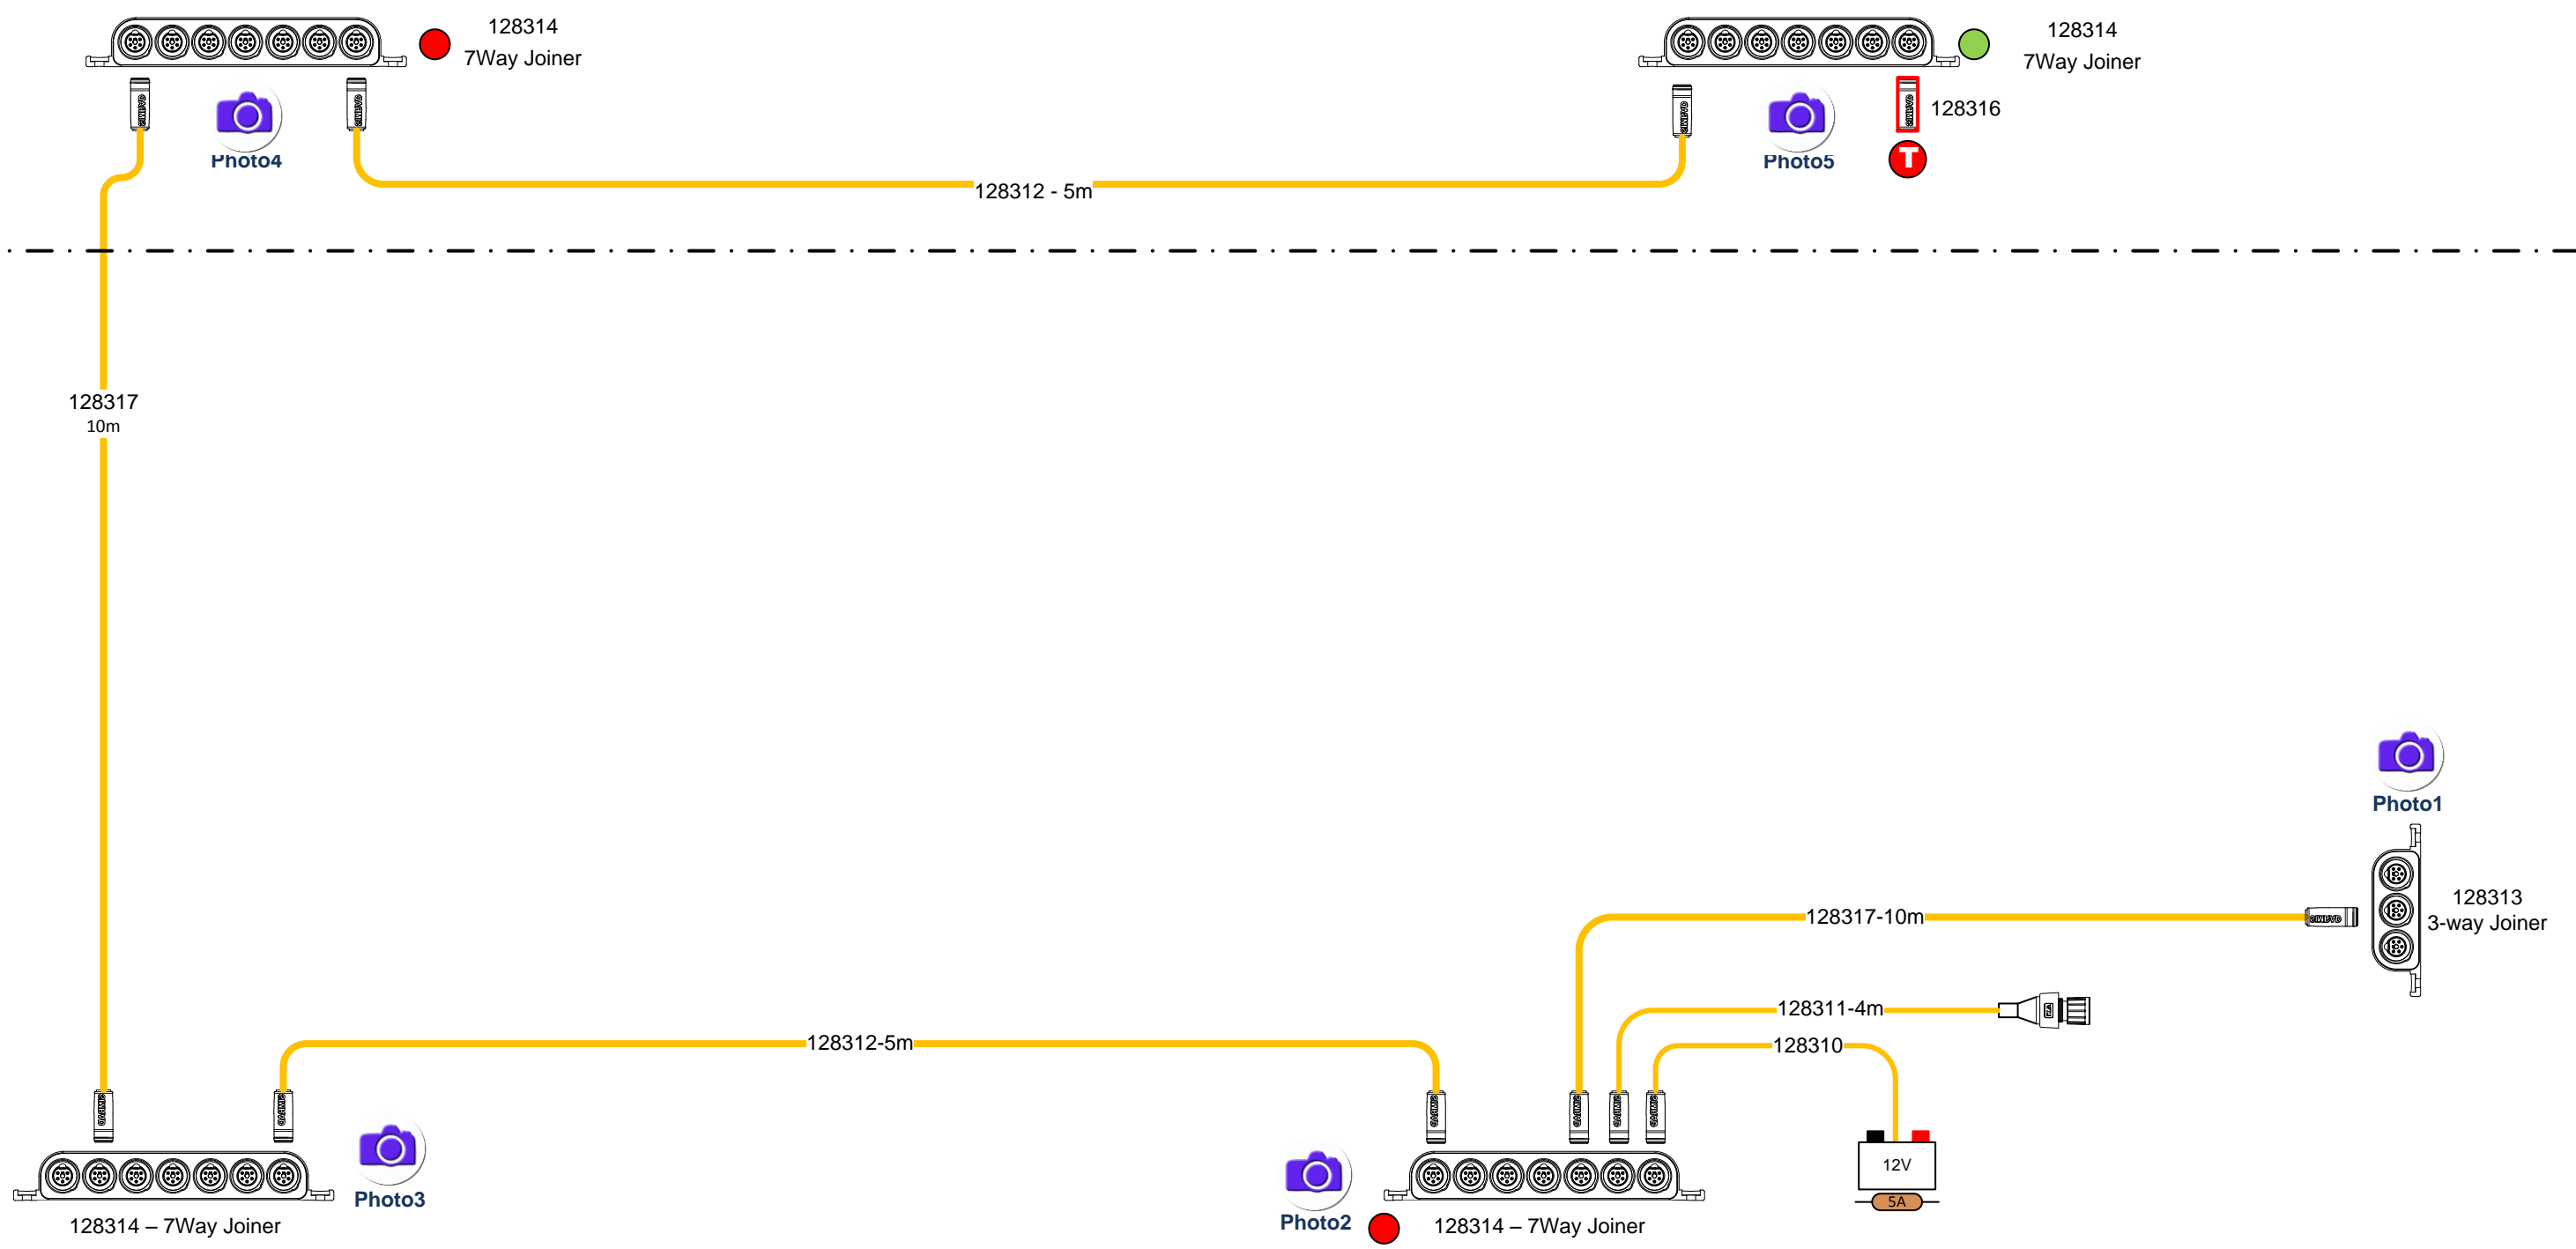 128314
7Way Joiner
128314
7Way Joiner
128316
Photo4
Photo5
T
128312 - 5m
128317
10m
Photo1
128313
3-way Joiner
128317-10m
128311-4m
128312-5m
128310
12V
5A
Photo3
Photo2
128314 – 7Way Joiner
128314 – 7Way Joiner